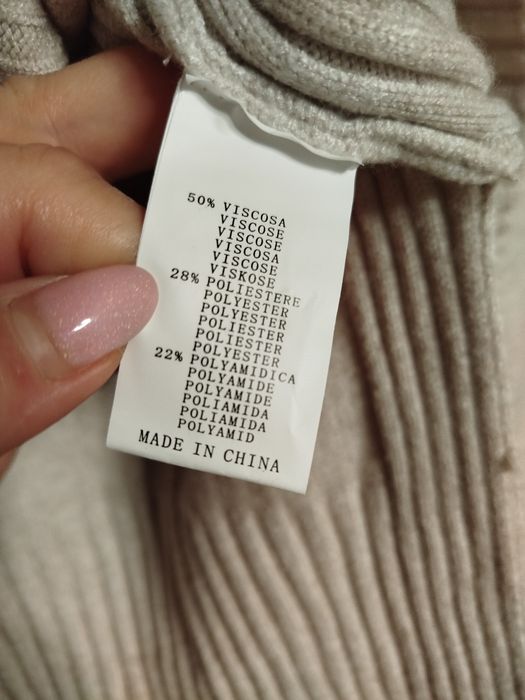 50% VISCOSA
VISCOSE
VISCOSE
VISCOSA
VISCOSE
VISKOSE
28% POLIESTERE
POLYESTER
POLYESTER
POLIESTER
POLIESTER
POLYESTER
22% POLYAMIDICA
POLYAMIDE
POLYAMIDE
POLIAMIDA
POLIAMIDA
POLYAMID
MADE IN CHINA